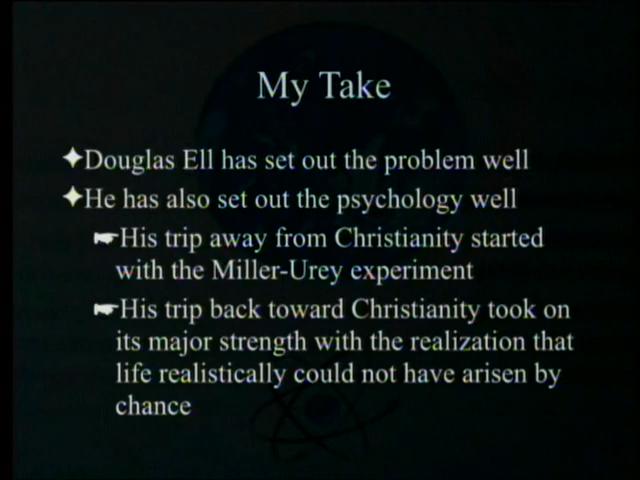 My Take
Douglas Ell has set out the problem well
He has also set out the psychology well
His trip away from Christianity started
with the Miller-Urey experiment
His trip back toward Christianity took on
its major strength with the realization that
life realistically could not have arisen by
chance